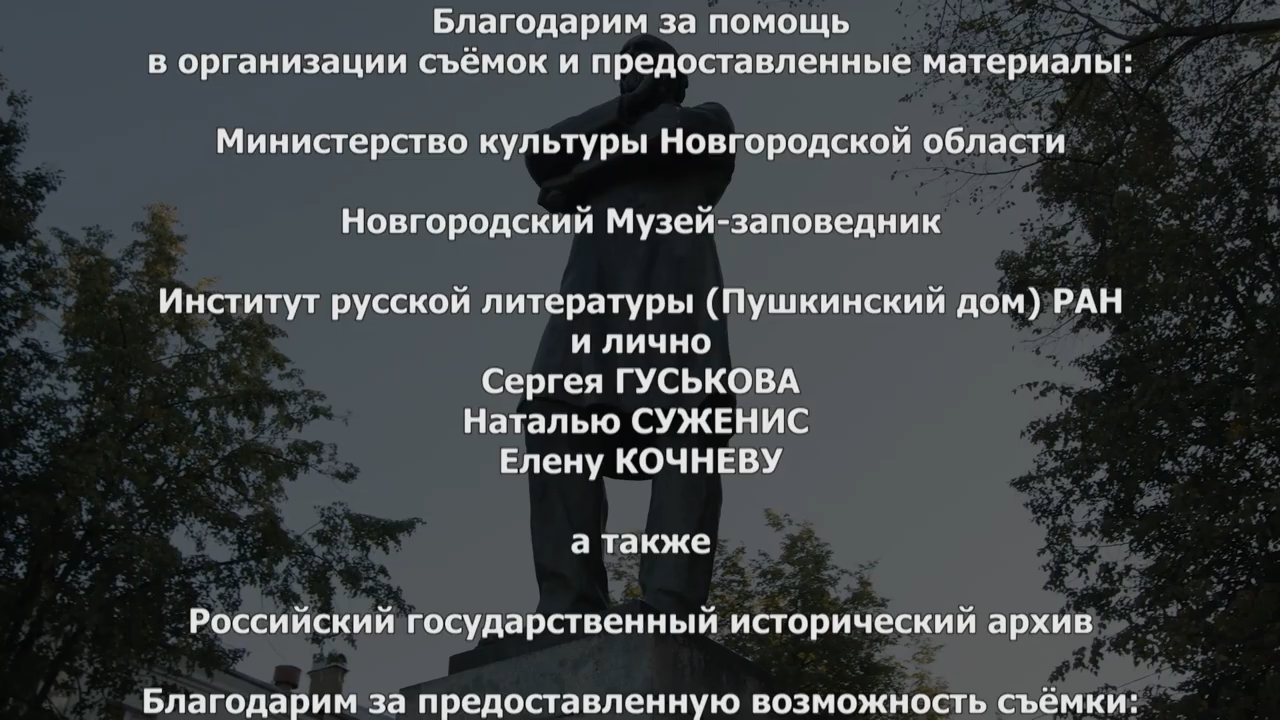 Благодарим за помощь
в организации съёмок и предоставленные материалы:
Министерство культуры Новгородской области
Новгородский Музей-заповедник
Институт русской литературы (Пушкинский дом) РАН
и лично
Сергея ГУСЬКОВА
Наталью СУЖЕНИС
Елену КОЧНЕВУ
а также
Российский государственный исторический архив
Благодарим за предоставленную возможность съёмки: